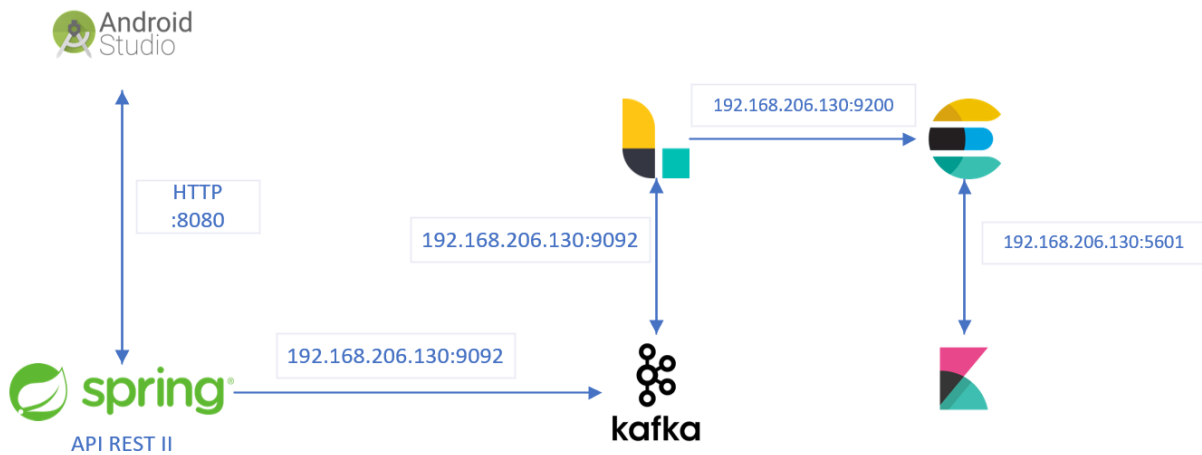 Android
Studio
192.168.206.130:9200
HTTP
:8080
192.168.206.130:9092
192.168.206.130:5601
192.168.206.130:9092
spring
API REST II
kafka